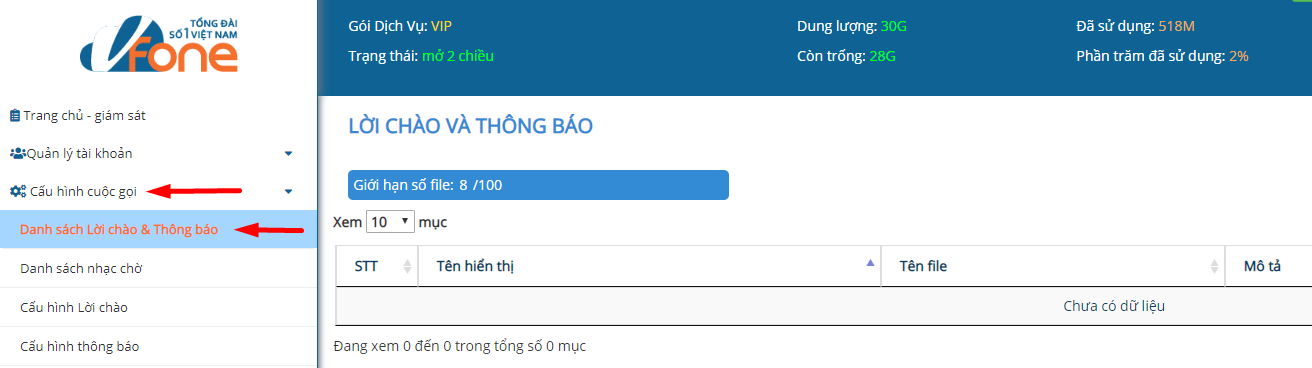 TỔNG ĐÀI
SỐ 1 VIỆT NAM
Vfone
Gói Dịch Vụ: VIP
Dung lượng: 30G
Đã sử dụng: 518M
Trạng thái: mở 2 chiều
Còn trống: 28G
Phần trăm đã sử dụng: 2%
Trang chủ - giám sát
Quản lý tài khoản
Cấu hình cuộc gọi
Danh sách Lời chào & Thông báo
Danh sách nhạc chờ
Cấu hình Lời chào
Cấu hình thông báo
LỜI CHÀO VÀ THÔNG BÁO
Giới hạn số file: 8 /100
Xem 10 mục
STT Tên hiển thị Tên file Mô tả
Chưa có dữ liệu
Đang xem 0 đến 0 trong tổng số 0 mục